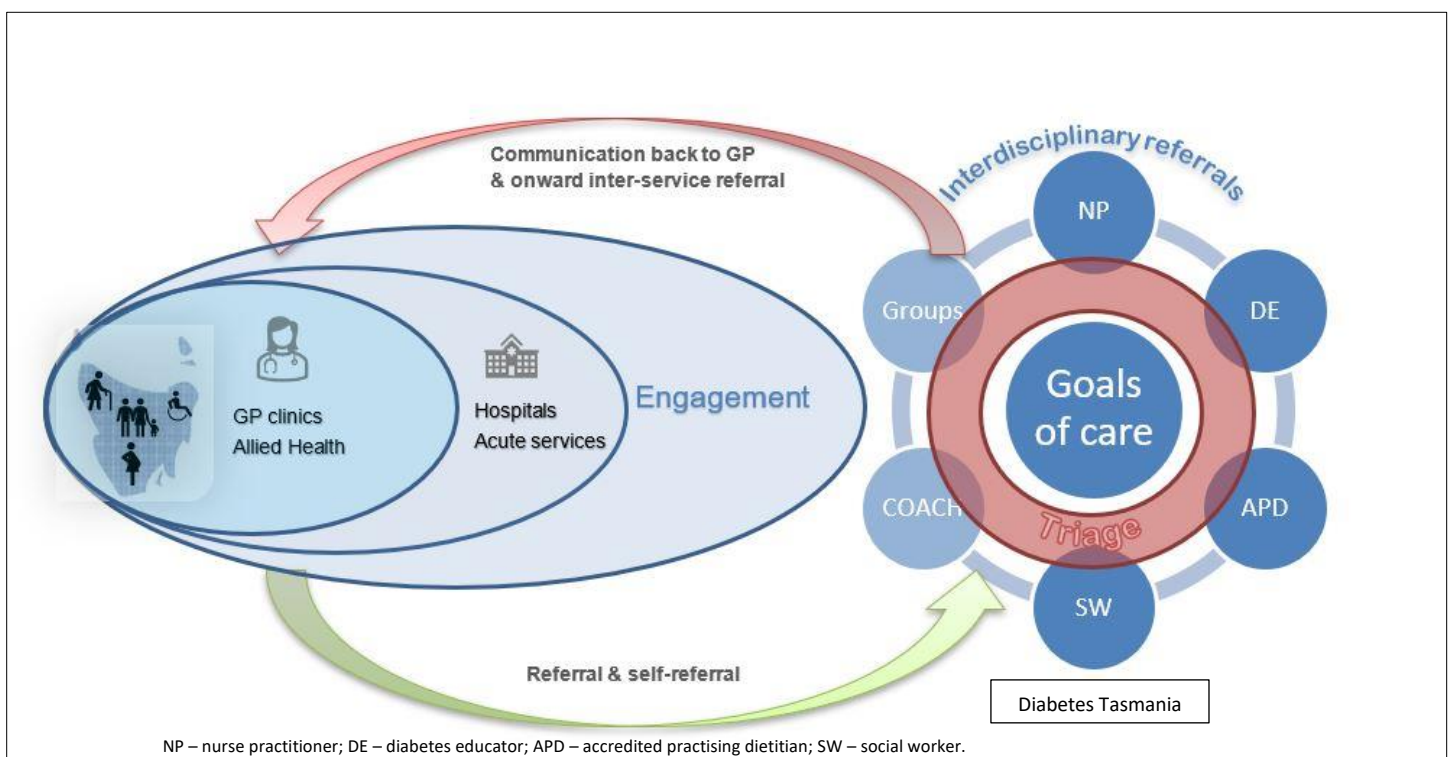 Communication back to GP
& onward inter-service referral
Interdisciplinary referrals
NP
Groups
DE
GP clinics
Allied Health
Hospitals
Acute services
Engagement
Goals
of care
COACH
APD
Triage
SW
Referral & self-referral
Diabetes Tasmania
NP – nurse practitioner; DE – diabetes educator; APD – accredited practising dietitian; SW – social worker.